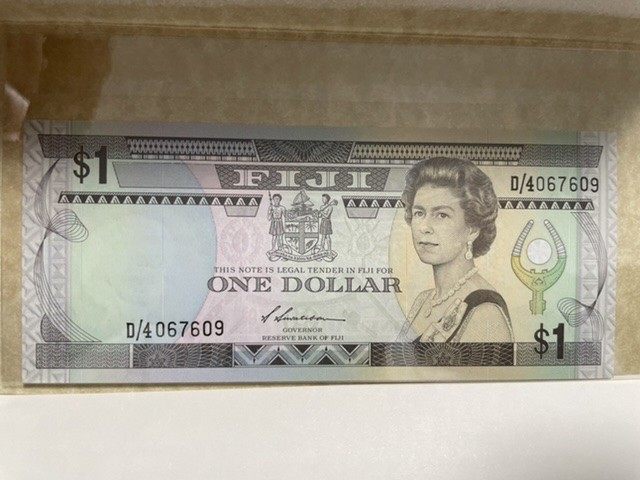 $1
FIJI
D/4067609
THIS NOTE IS LEGAL TENDER IN FIJI FOR
ONE DOLLAR
D/4067609
GOVERNOR
RESERVE BANK OF FIJI
$1